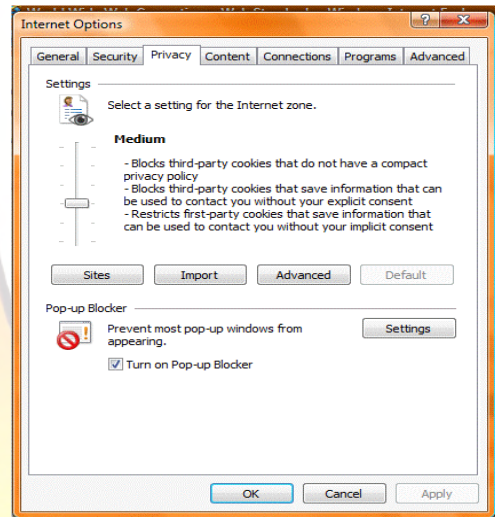 Internet Options
General Security Privacy Content Connections Programs Advanced
Settings
Select a setting for the Internet zone.
Medium
- Blocks third-party cookies that do not have a compact
privacy policy
- Blocks third-party cookies that save information that can
be used to contact you without your explicit consent
- Restricts first-party cookies that save information that
can be used to contact you without your implicit consent
Sites Import Advanced Default
Pop-up Blocker
Prevent most pop-up windows from
appearing.
Settings
Turn on Pop-up Blocker
OK Cancel Apply